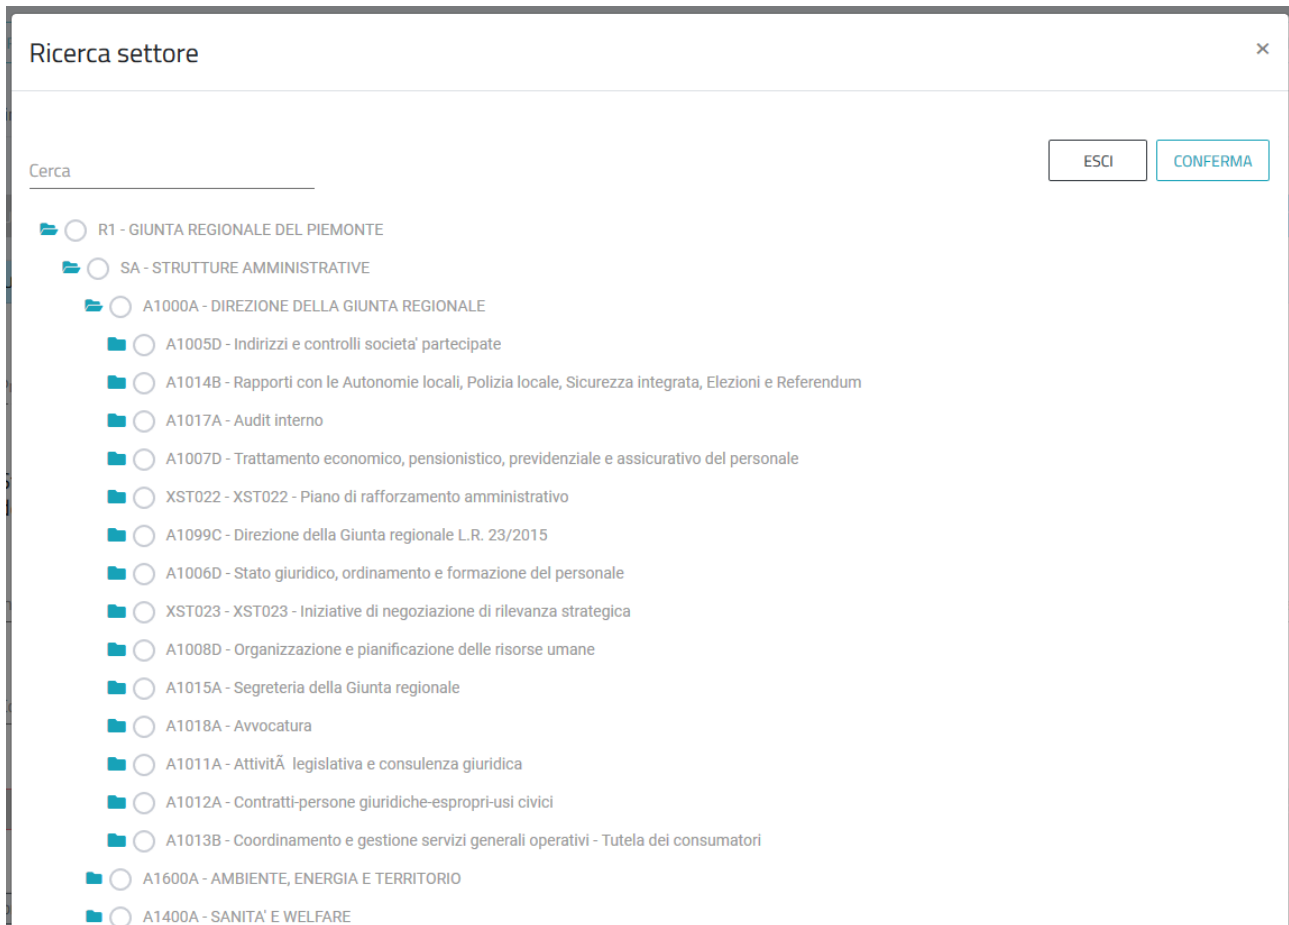 Ricerca settore
×
Cerca
ESCI
CONFERMA
R1 - GIUNTA REGIONALE DEL PIEMONTE
SA - STRUTTURE AMMINISTRATIVE
A1000A - DIREZIONE DELLA GIUNTA REGIONALE
A1005D - Indirizzi e controlli societa' partecipate
A1014B - Rapporti con le Autonomie locali, Polizia locale, Sicurezza integrata, Elezioni e Referendum
A1017A - Audit interno
A1007D - Trattamento economico, pensionistico, previdenziale e assicurativo del personale
XST022 - XST022 - Piano di rafforzamento amministrativo
A1099C - Direzione della Giunta regionale L.R. 23/2015
A1006D - Stato giuridico, ordinamento e formazione del personale
XST023 - XST023 - Iniziative di negoziazione di rilevanza strategica
A1008D - Organizzazione e pianificazione delle risorse umane
A1015A - Segreteria della Giunta regionale
A1018A - Avvocatura
A1011A - AttivitÃ  legislativa e consulenza giuridica
A1012A - Contratti-persone giuridiche-espropri-usi civici
A1013B - Coordinamento e gestione servizi generali operativi - Tutela dei consumatori
A1600A - AMBIENTE, ENERGIA E TERRITORIO
A1400A - SANITA' E WELFARE